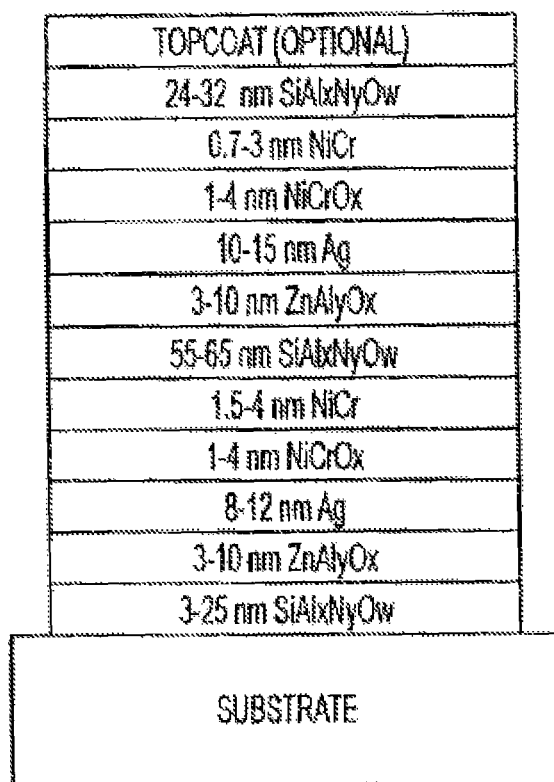 TOPCOAT (OPTIONAL)
24-32 nm SiAlxNyOw
0.7-3 nm NiCr
1-4 nm NiCrOx
10-15 nm Ag
3-10 nm ZnAlyOx
55-65 nm SiAlxNyOw
1.5-4 nm NiCr
1-4 nm NiCrOx
8-12 nm Ag
3-10 nm ZnAlyOx
3-25 nm SiAlxNyOw
SUBSTRATE